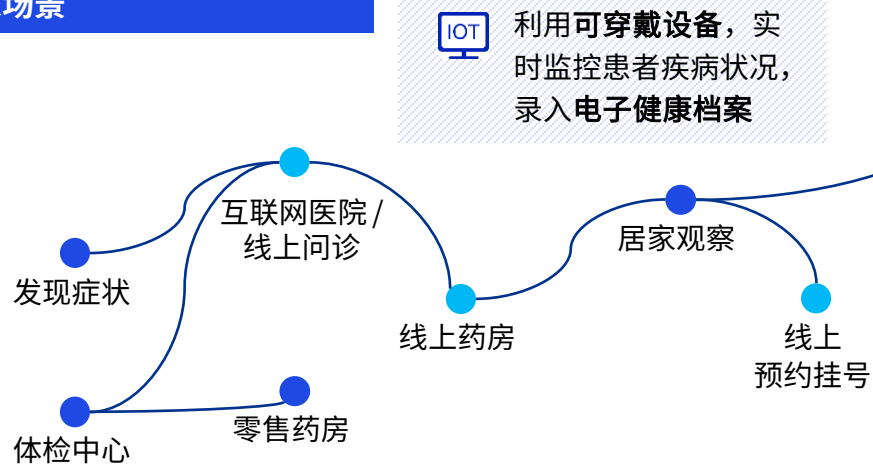 场景
IOT
利用可穿戴设备，实
时监控患者疾病状况，
录入电子健康档案
互联网医院/
线上问诊
居家观察
发现症状
线上药房
线上
预约挂号
零售药房
体检中心